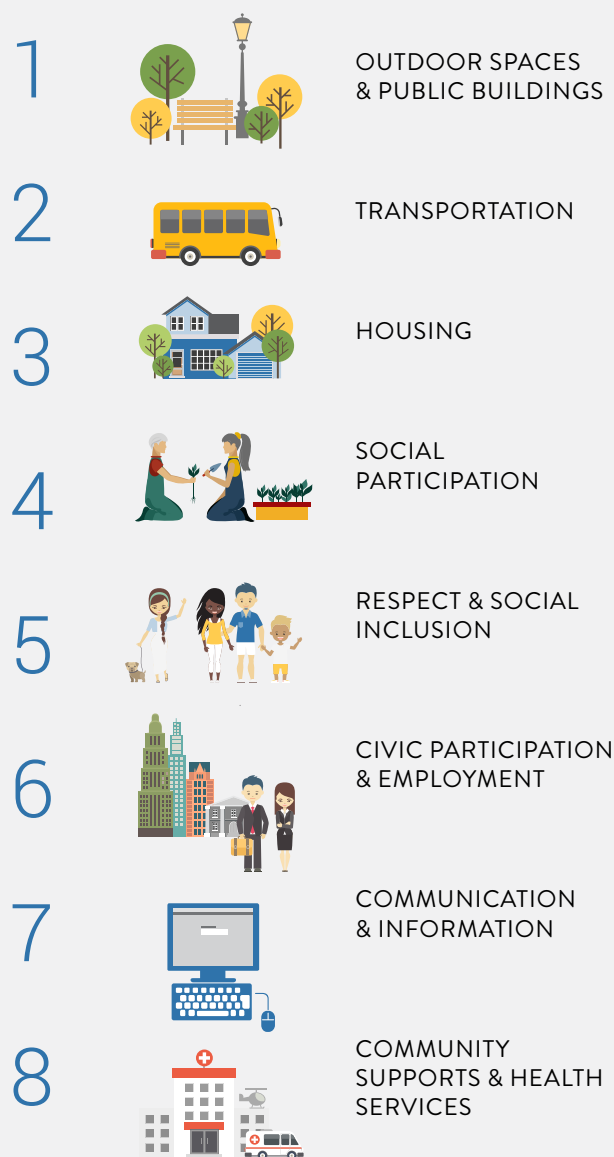 1
OUTDOOR SPACES
& PUBLIC BUILDINGS
2
TRANSPORTATION
3
HOUSING
4
SOCIAL
PARTICIPATION
5
RESPECT & SOCIAL
INCLUSION
6
CIVIC PARTICIPATION
& EMPLOYMENT
7
COMMUNICATION
& INFORMATION
8
COMMUNITY
SUPPORTS & HEALTH
SERVICES